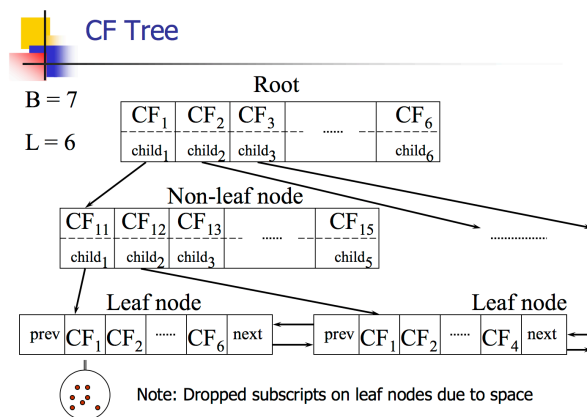 CF Tree
B = 7
L = 6
Root
CF1 CF2 CF3 ...... CF6
child1 child2 child3 child6
Non-leaf node
CF11 CF12 CF13 ...... CF15
child1 child2 child3 child5
..................
Leaf node Leaf node
prev CF1 CF2 ...... CF6 next prev CF1 CF2 ...... CF4 next
Note: Dropped subscripts on leaf nodes due to space